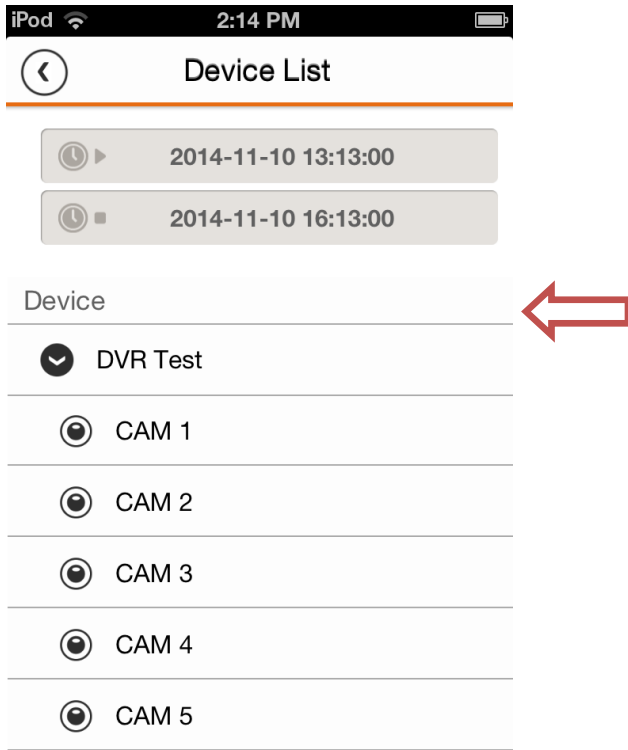 iPod 2:14 PM
Device List
2014-11-10 13:13:00
2014-11-10 16:13:00
Device
DVR Test
CAM 1
CAM 2
CAM 3
CAM 4
CAM 5